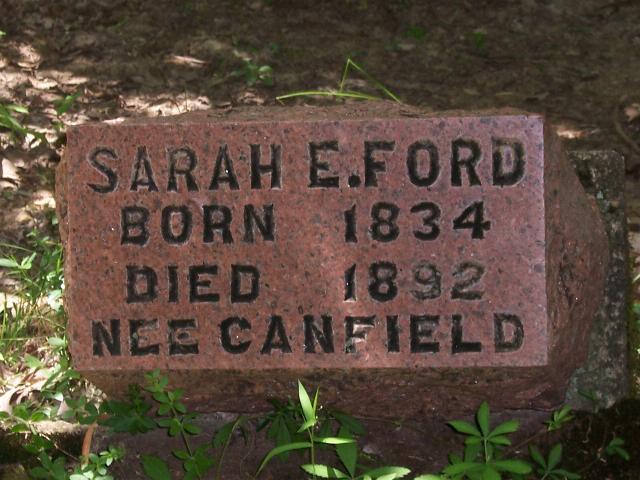 SARAH E. FORD
BORN 1834
DIED 1892
NEE CANFIELD